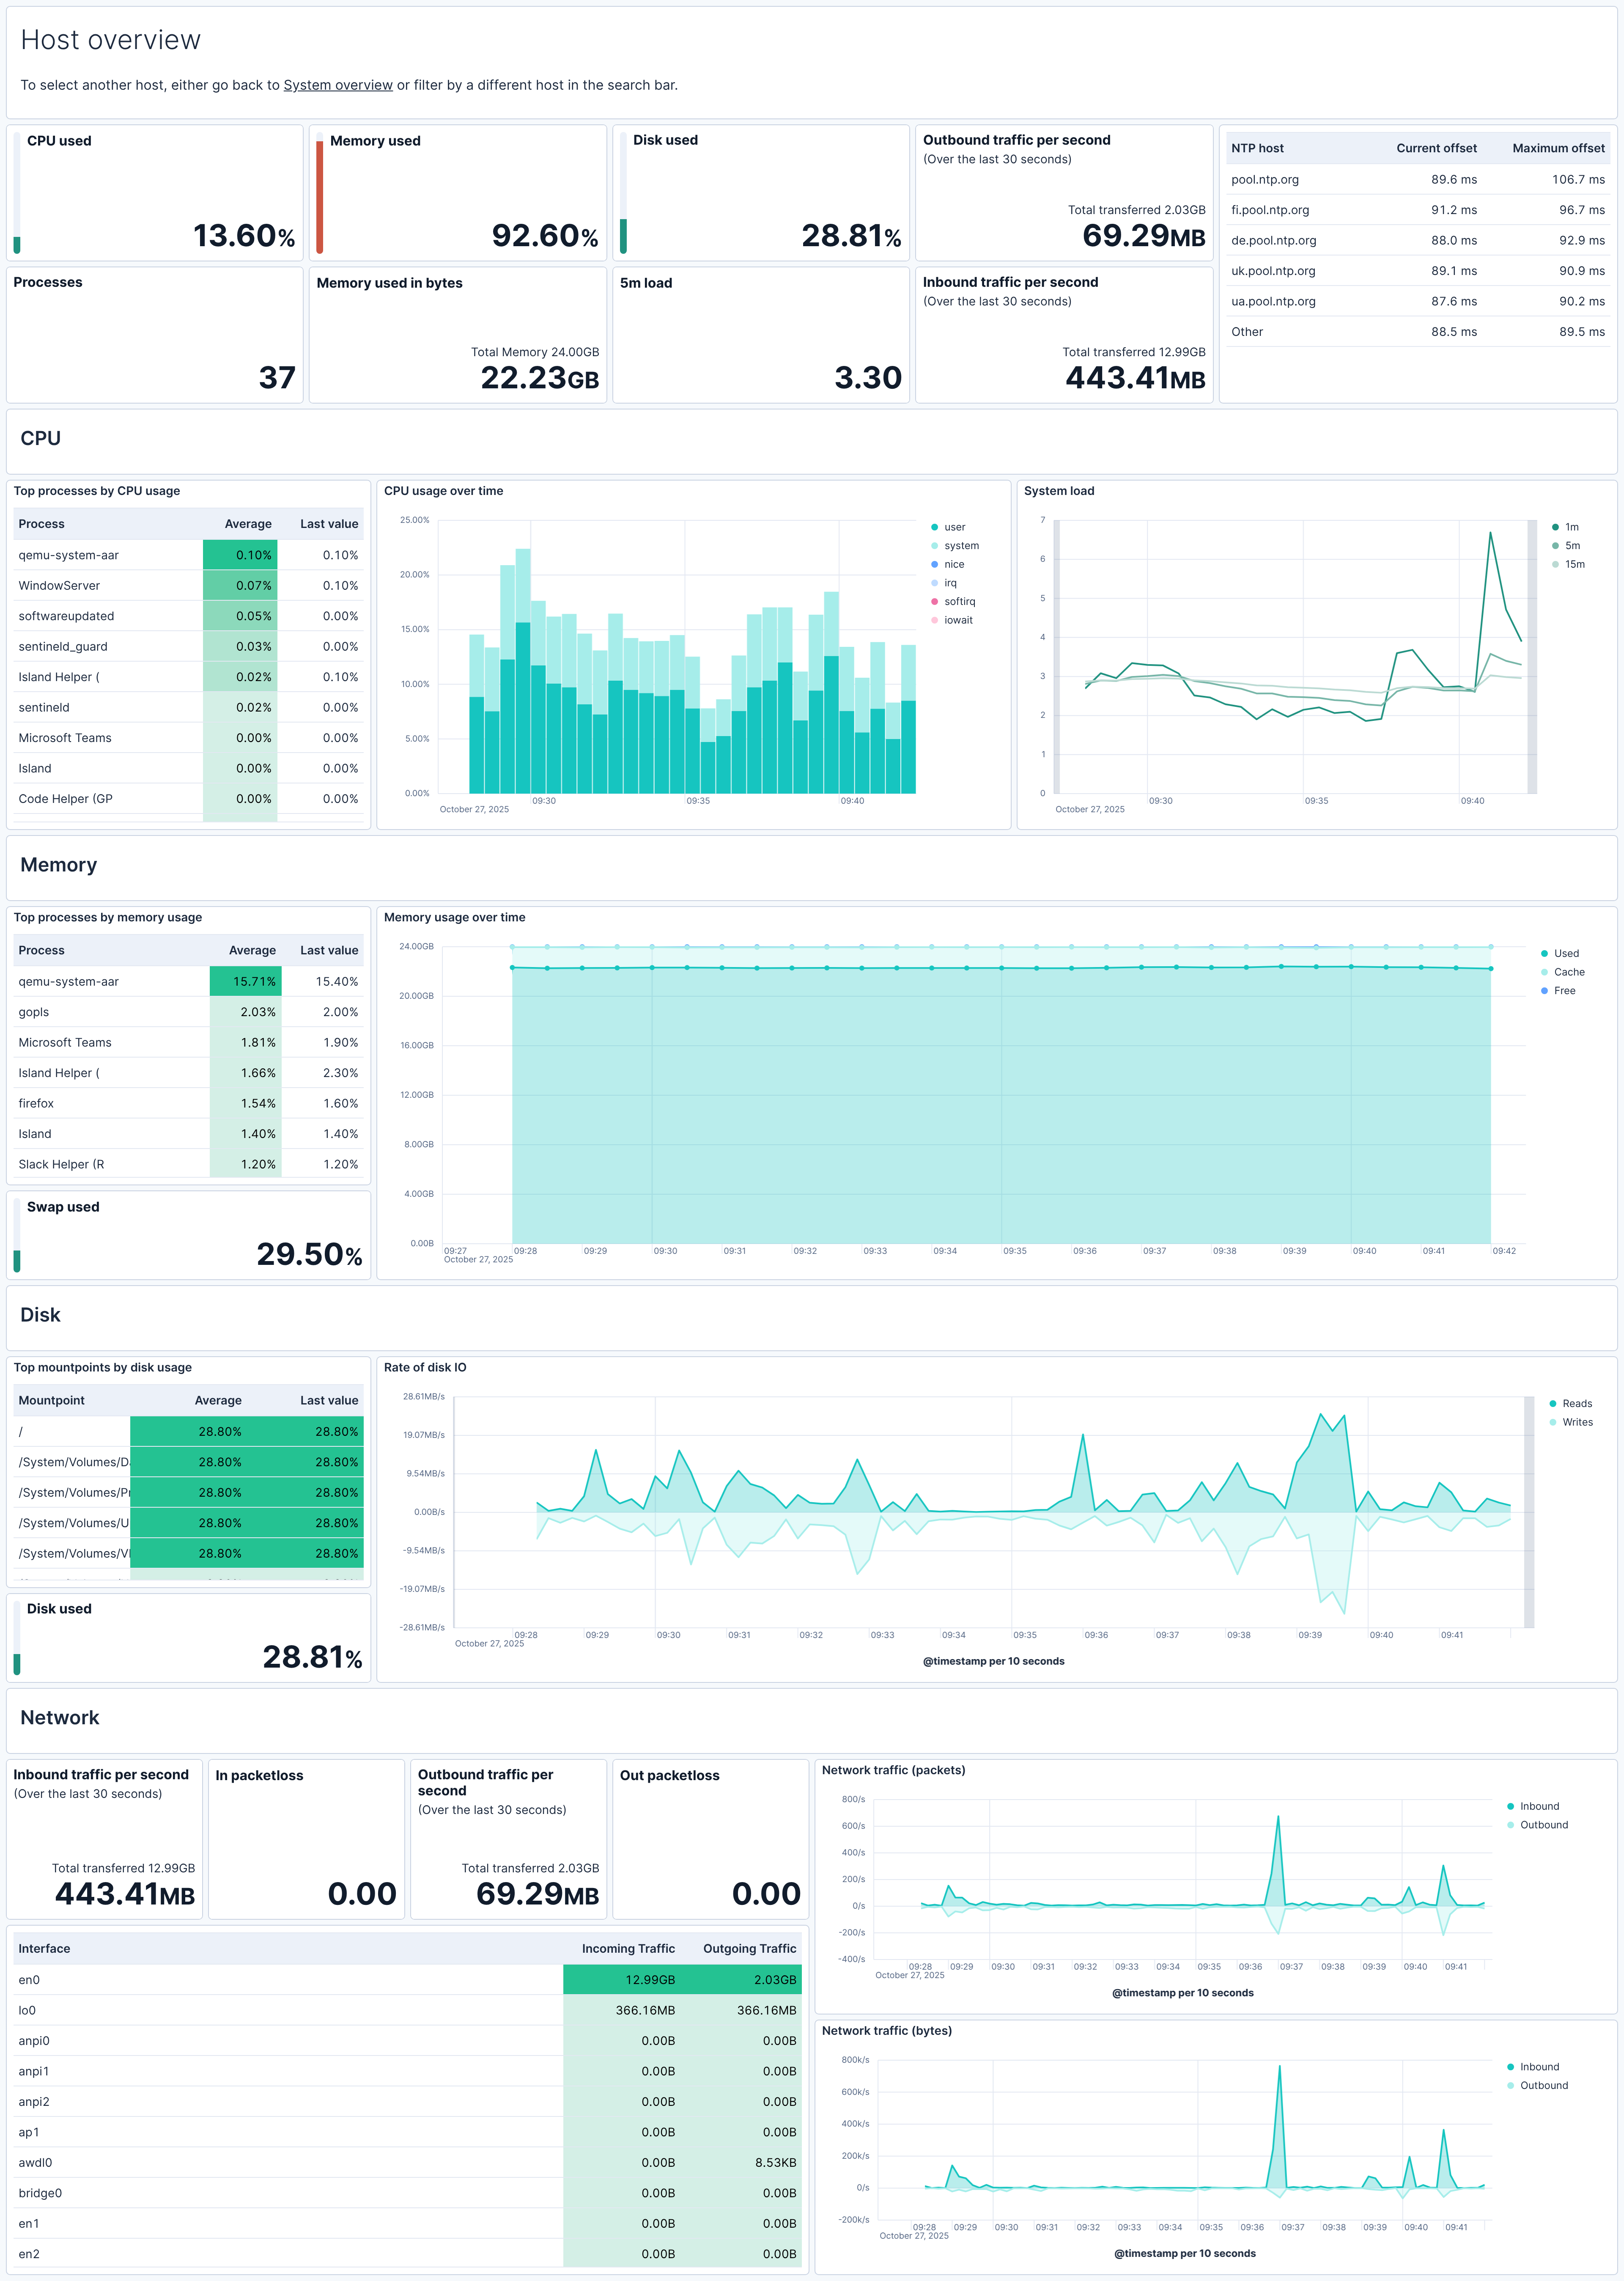 Host overview
To select another host, either go back to System overview or filter by a different host in the search bar.
CPU used
13.60%
Memory used
92.60%
Disk used
28.81%
Outbound traffic per second
(Over the last 30 seconds)
Total transferred 2.03GB
69.29MB
NTP host Current offset Maximum offset
pool.ntp.org 89.6 ms 106.7 ms
fi.pool.ntp.org 91.2 ms 96.7 ms
de.pool.ntp.org 88.0 ms 92.9 ms
uk.pool.ntp.org 89.1 ms 90.9 ms
ua.pool.ntp.org 87.6 ms 90.2 ms
Other 88.5 ms 89.5 ms
Processes
37
Memory used in bytes
Total Memory 24.00GB
22.23GB
5m load
3.30
Inbound traffic per second
(Over the last 30 seconds)
Total transferred 12.99GB
443.41MB
CPU
Top processes by CPU usage
Process Average Last value
qemu-system-aar 0.10% 0.10%
WindowServer 0.07% 0.10%
softwareupdated 0.05% 0.00%
sentineld_guard 0.03% 0.00%
Island Helper ( 0.02% 0.10%
sentineld 0.02% 0.00%
Microsoft Teams 0.00% 0.00%
Island 0.00% 0.00%
Code Helper (GP 0.00% 0.00%
CPU usage over time
25.00%
20.00%
15.00%
10.00%
5.00%
0.00%
09:30 09:35 09:40
October 27, 2025
user
system
nice
irq
softirq
iowait
System load
7
6
5
4
3
2
1
0
09:30 09:35 09:40
October 27, 2025
1m
5m
15m
Memory
Top processes by memory usage
Process Average Last value
qemu-system-aar 15.71% 15.40%
gopls 2.03% 2.00%
Microsoft Teams 1.81% 1.90%
Island Helper ( 1.66% 2.30%
firefox 1.54% 1.60%
Island 1.40% 1.40%
Slack Helper (R 1.20% 1.20%
Swap used
29.50%
Memory usage over time
24.00GB
20.00GB
16.00GB
12.00GB
8.00GB
4.00GB
0.00B
09:27 09:28 09:29 09:30 09:31 09:32 09:33 09:34 09:35 09:36 09:37 09:38 09:39 09:40 09:41 09:42
October 27, 2025
Used
Cache
Free
Disk
Top mountpoints by disk usage
Mountpoint Average Last value
/ 28.80% 28.80%
/System/Volumes/D 28.80% 28.80%
/System/Volumes/P 28.80% 28.80%
/System/Volumes/U 28.80% 28.80%
/System/Volumes/V 28.80% 28.80%
Disk used
28.81%
Rate of disk IO
28.61MB/s
19.07MB/s
9.54MB/s
0.00B/s
-9.54MB/s
-19.07MB/s
-28.61MB/s
09:28 09:29 09:30 09:31 09:32 09:33 09:34 09:35 09:36 09:37 09:38 09:39 09:40 09:41
October 27, 2025
@timestamp per 10 seconds
Reads
Writes
Network
Inbound traffic per second
(Over the last 30 seconds)
Total transferred 12.99GB
443.41MB
In packetloss
0.00
Outbound traffic per
second
(Over the last 30 seconds)
Total transferred 2.03GB
69.29MB
Out packetloss
0.00
Interface Incoming Traffic Outgoing Traffic
en0 12.99GB 2.03GB
lo0 366.16MB 366.16MB
anpi0 0.00B 0.00B
anpi1 0.00B 0.00B
anpi2 0.00B 0.00B
ap1 0.00B 0.00B
awdl0 0.00B 8.53KB
bridge0 0.00B 0.00B
en1 0.00B 0.00B
en2 0.00B 0.00B
Network traffic (packets)
800/s
600/s
400/s
200/s
0/s
-200/s
-400/s
09:28 09:29 09:30 09:31 09:32 09:33 09:34 09:35 09:36 09:37 09:38 09:39 09:40 09:41
October 27, 2025
@timestamp per 10 seconds
Inbound
Outbound
Network traffic (bytes)
800k/s
600k/s
400k/s
200k/s
0/s
-200k/s
09:28 09:29 09:30 09:31 09:32 09:33 09:34 09:35 09:36 09:37 09:38 09:39 09:40 09:41
October 27, 2025
@timestamp per 10 seconds
Inbound
Outbound